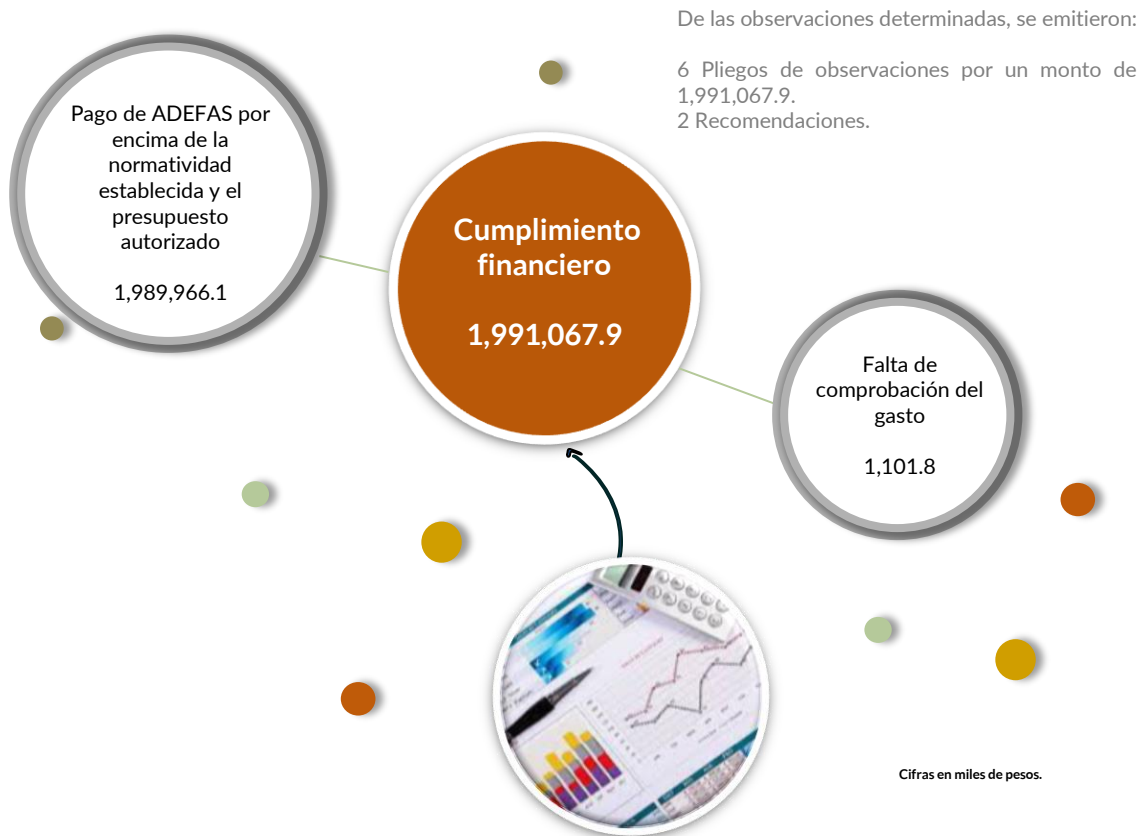 De las observaciones determinadas, se emitieron:
6 Pliegos de observaciones por un monto de
1,991,067.9.
2 Recomendaciones.
Pago de ADEFAS por
encima de la
normatividad
establecida y el
presupuesto
autorizado
1,989,966.1
Cumplimiento
financiero
1,991,067.9
Falta de
comprobación del
gasto
1,101.8
Cifras en miles de pesos.